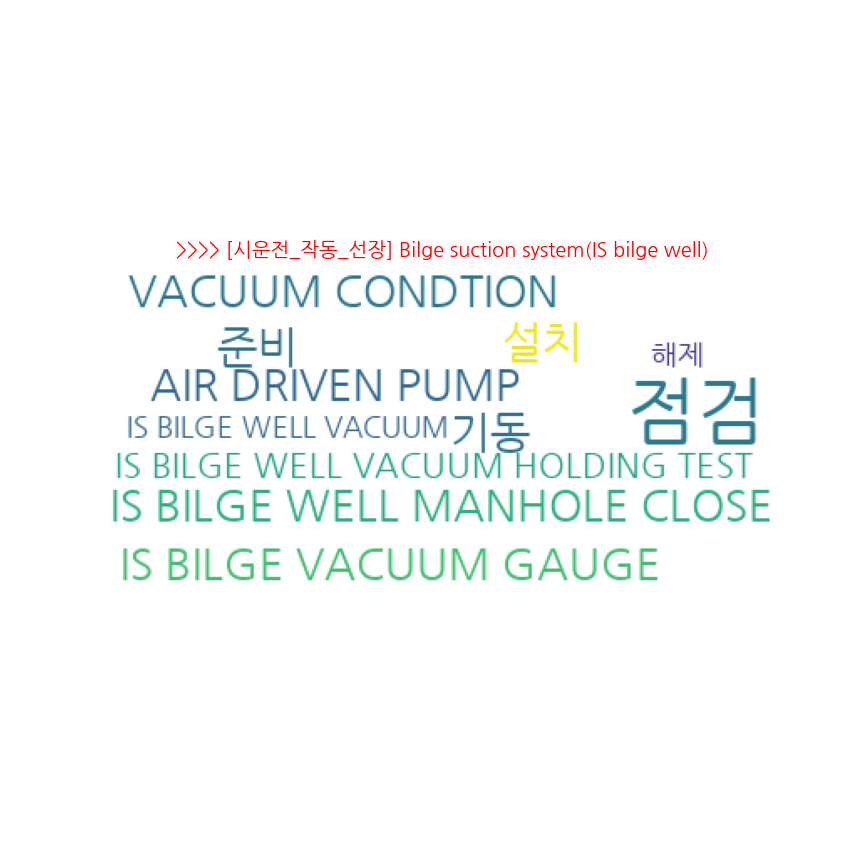 >>>> [시운전_작동_선장] Bilge suction system(IS bilge well)
VACUUM CONDTION
준비 설치 해제
AIR DRIVEN PUMP 점검
IS BILGE WELL VACUUM 기동
IS BILGE WELL VACUUM HOLDING TEST
IS BILGE WELL MANHOLE CLOSE
IS BILGE VACUUM GAUGE